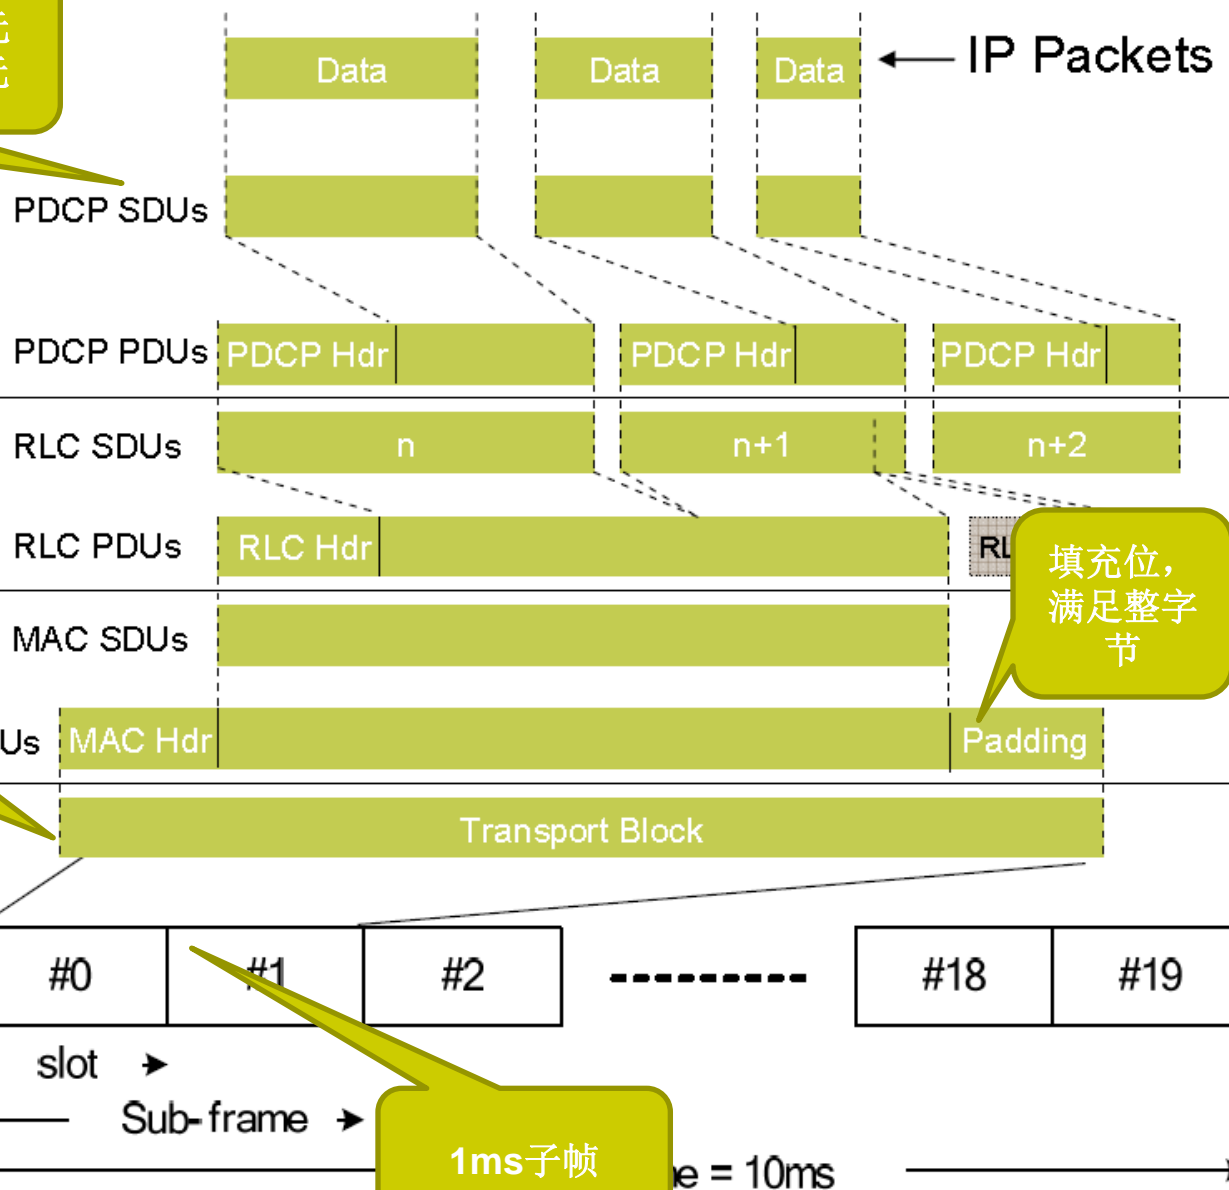 Data Data Data IP Packets
PDCP SDUs
PDCP PDUs PDCP Hdr PDCP Hdr PDCP Hdr
RLC SDUs n n+1 n+2
RLC PDUs RLC Hdr
填充位，
满足整字
节
MAC SDUs
MAC Hdr Padding
Transport Block
#0 #1 #2 #18 #19
slot
Sub-frame
1ms子帧
= 10ms